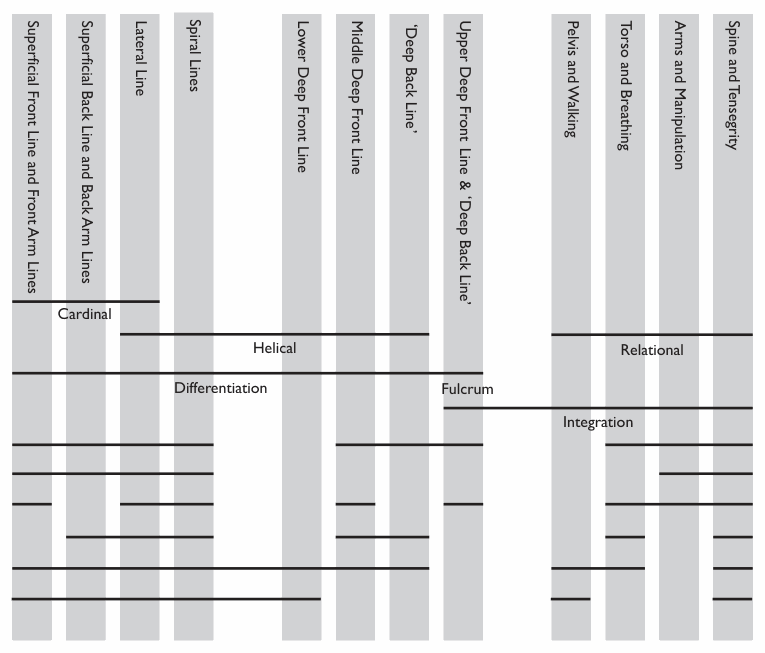 Superficial Front Line and Front Arm Lines
Superficial Back Line and Back Arm Lines
Lateral Line
Spiral Lines
Lower Deep Front Line
Middle Deep Front Line
‘Deep Back Line’
Upper Deep Front Line & ‘Deep Back Line’
Pelvis and Walking
Torso and Breathing
Arms and Manipulation
Spine and Tensegrity
Cardinal
Helical
Relational
Differentiation
Fulcrum
Integration